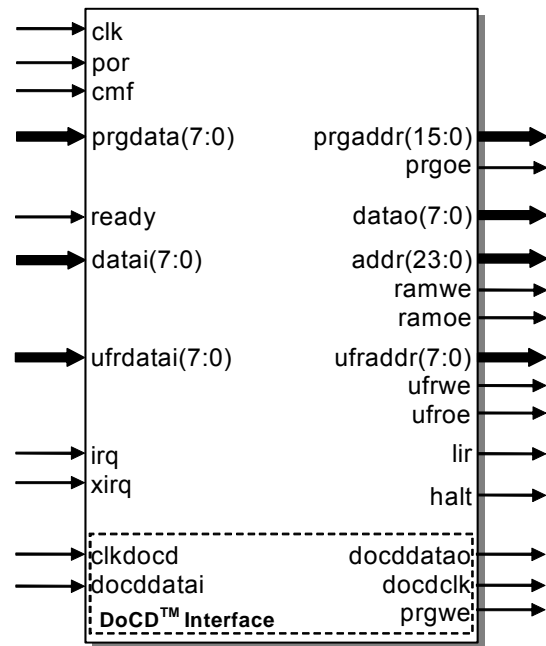 clk
por
cmf
prgdata(7:0) prgaddr(15:0)
prgoe
ready datao(7:0)
datai(7:0) addr(23:0)
ramwe
ramoe
ufrdatai(7:0) ufraddr(7:0)
ufrwe
ufroe
irq lir
xirq
halt
clkdocd docddatao
docddatai docdclk
DoCD™ Interface prgwe